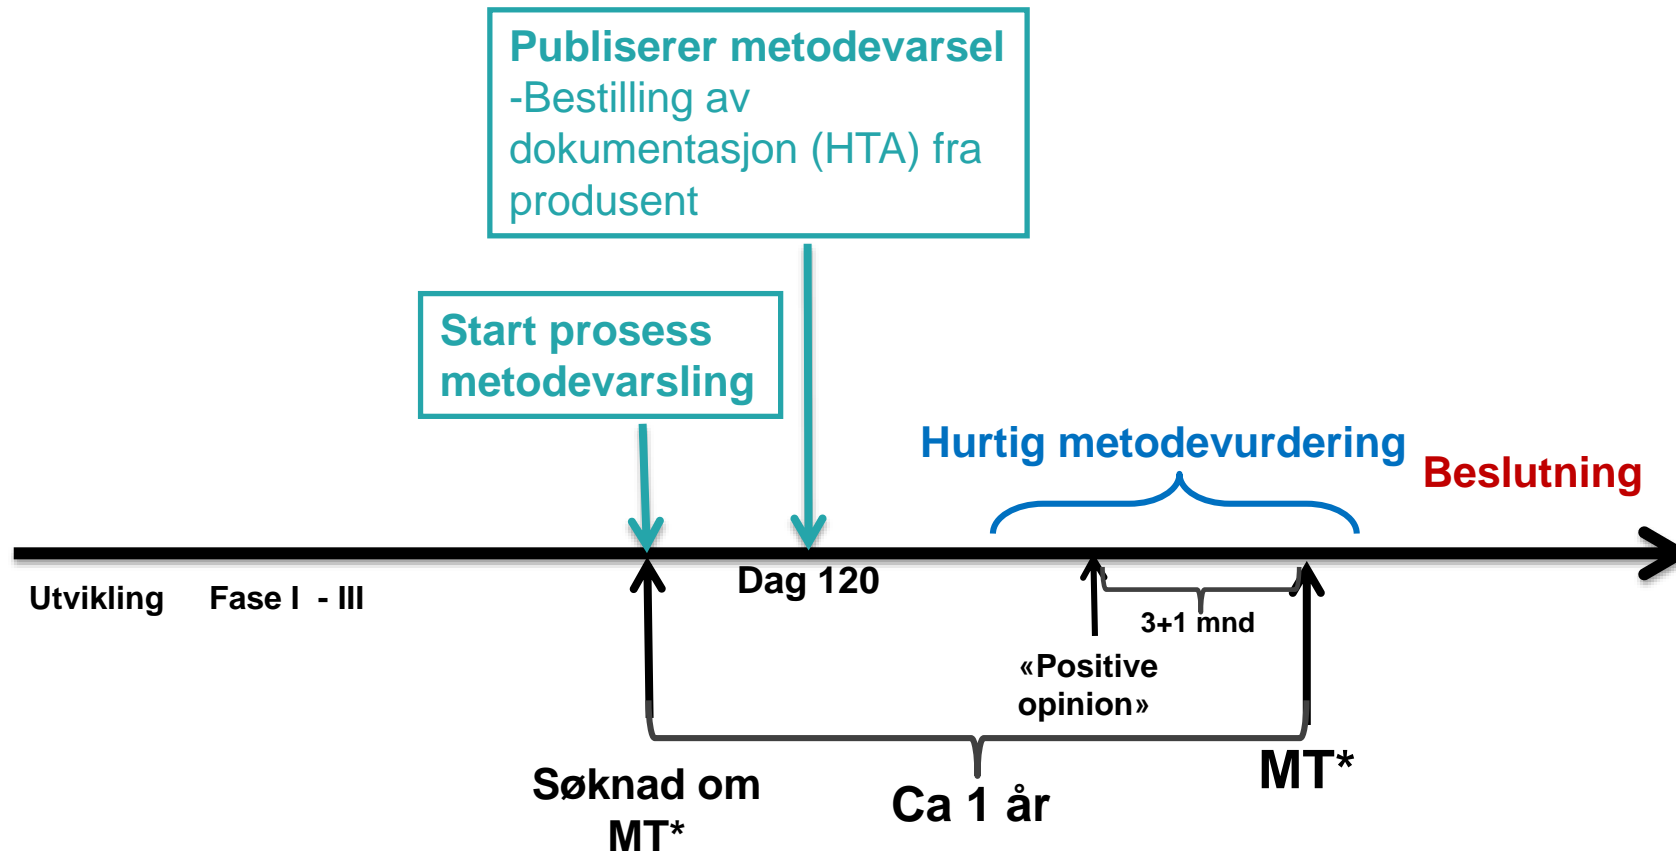 Publiserer metodevarsel
-Bestilling av
dokumentasjon (HTA) fra
produsent
Start prosess
metodevarsling
Hurtig metodevurdering
Beslutning
Utvikling Fase I - III
Dag 120
3+1 mnd
«Positive
opinion»
Søknad om
MT*
Ca 1 år
MT*